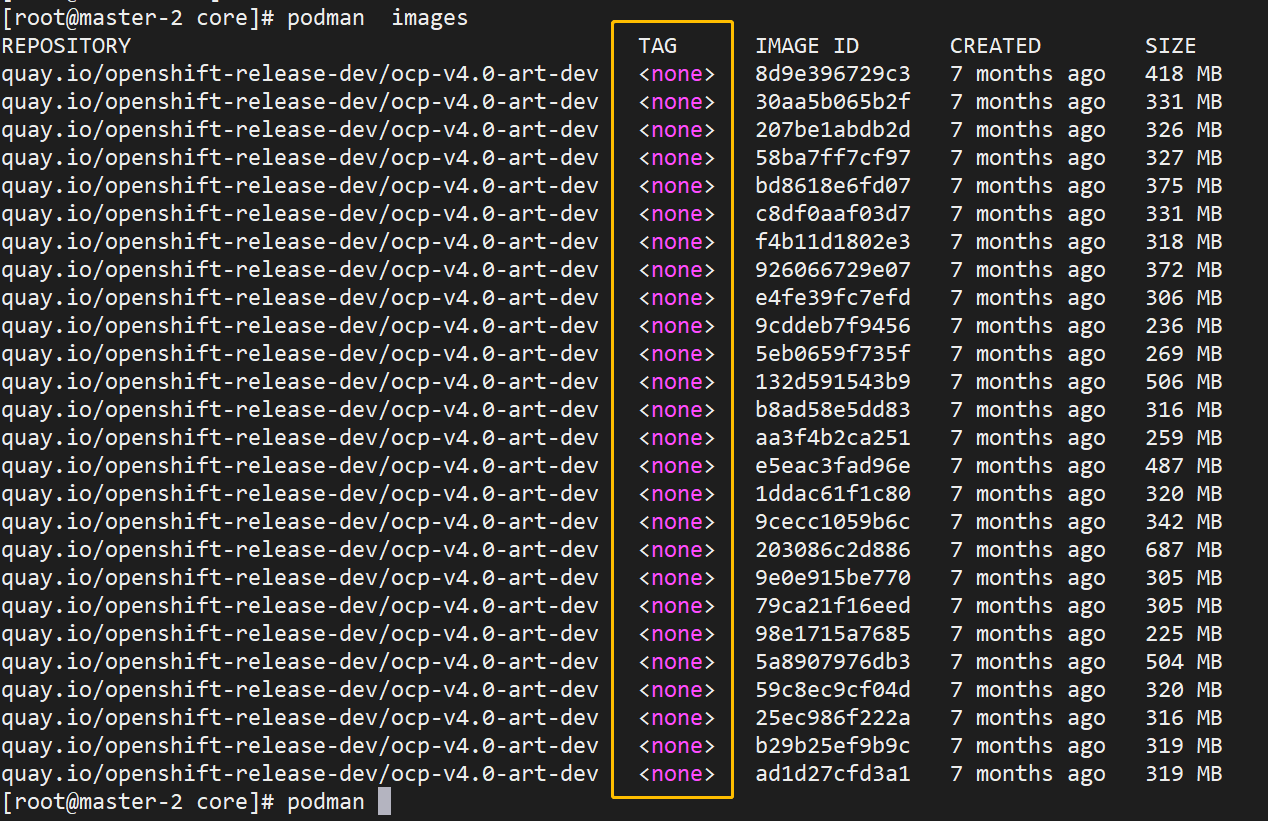 [root@master-2 core]# podman  images
REPOSITORY                                      TAG     IMAGE ID      CREATED       SIZE
quay.io/openshift-release-dev/ocp-v4.0-art-dev  <none>  8d9e396729c3  7 months ago  418 MB
quay.io/openshift-release-dev/ocp-v4.0-art-dev  <none>  30aa5b065b2f  7 months ago  331 MB
quay.io/openshift-release-dev/ocp-v4.0-art-dev  <none>  207be1abdb2d  7 months ago  326 MB
quay.io/openshift-release-dev/ocp-v4.0-art-dev  <none>  58ba7ff7cf97  7 months ago  327 MB
quay.io/openshift-release-dev/ocp-v4.0-art-dev  <none>  bd8618e6fd07  7 months ago  375 MB
quay.io/openshift-release-dev/ocp-v4.0-art-dev  <none>  c8df0aaf03d7  7 months ago  331 MB
quay.io/openshift-release-dev/ocp-v4.0-art-dev  <none>  f4b11d1802e3  7 months ago  318 MB
quay.io/openshift-release-dev/ocp-v4.0-art-dev  <none>  926066729e07  7 months ago  372 MB
quay.io/openshift-release-dev/ocp-v4.0-art-dev  <none>  e4fe39fc7efd  7 months ago  306 MB
quay.io/openshift-release-dev/ocp-v4.0-art-dev  <none>  9cddeb7f9456  7 months ago  236 MB
quay.io/openshift-release-dev/ocp-v4.0-art-dev  <none>  5eb0659f735f  7 months ago  269 MB
quay.io/openshift-release-dev/ocp-v4.0-art-dev  <none>  132d591543b9  7 months ago  506 MB
quay.io/openshift-release-dev/ocp-v4.0-art-dev  <none>  b8ad58e5dd83  7 months ago  316 MB
quay.io/openshift-release-dev/ocp-v4.0-art-dev  <none>  aa3f4b2ca251  7 months ago  259 MB
quay.io/openshift-release-dev/ocp-v4.0-art-dev  <none>  e5eac3fad96e  7 months ago  487 MB
quay.io/openshift-release-dev/ocp-v4.0-art-dev  <none>  1ddac61f1c80  7 months ago  320 MB
quay.io/openshift-release-dev/ocp-v4.0-art-dev  <none>  9cecc1059b6c  7 months ago  342 MB
quay.io/openshift-release-dev/ocp-v4.0-art-dev  <none>  203086c2d886  7 months ago  687 MB
quay.io/openshift-release-dev/ocp-v4.0-art-dev  <none>  9e0e915be770  7 months ago  305 MB
quay.io/openshift-release-dev/ocp-v4.0-art-dev  <none>  79ca21f16eed  7 months ago  305 MB
quay.io/openshift-release-dev/ocp-v4.0-art-dev  <none>  98e1715a7685  7 months ago  225 MB
quay.io/openshift-release-dev/ocp-v4.0-art-dev  <none>  5a8907976db3  7 months ago  504 MB
quay.io/openshift-release-dev/ocp-v4.0-art-dev  <none>  59c8ec9cf04d  7 months ago  320 MB
quay.io/openshift-release-dev/ocp-v4.0-art-dev  <none>  25ec986f222a  7 months ago  316 MB
quay.io/openshift-release-dev/ocp-v4.0-art-dev  <none>  b29b25ef9b9c  7 months ago  319 MB
quay.io/openshift-release-dev/ocp-v4.0-art-dev  <none>  ad1d27cfd3a1  7 months ago  319 MB
[root@master-2 core]# podman